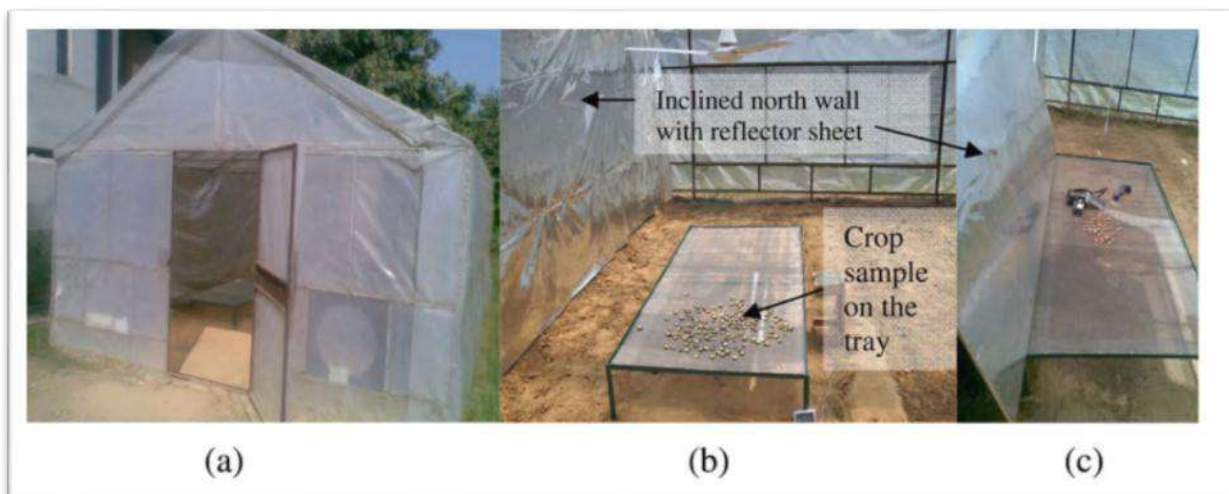 Inclined north wall
with reflector sheet
Crop
sample
on the
tray
(a)
(b)
(c)